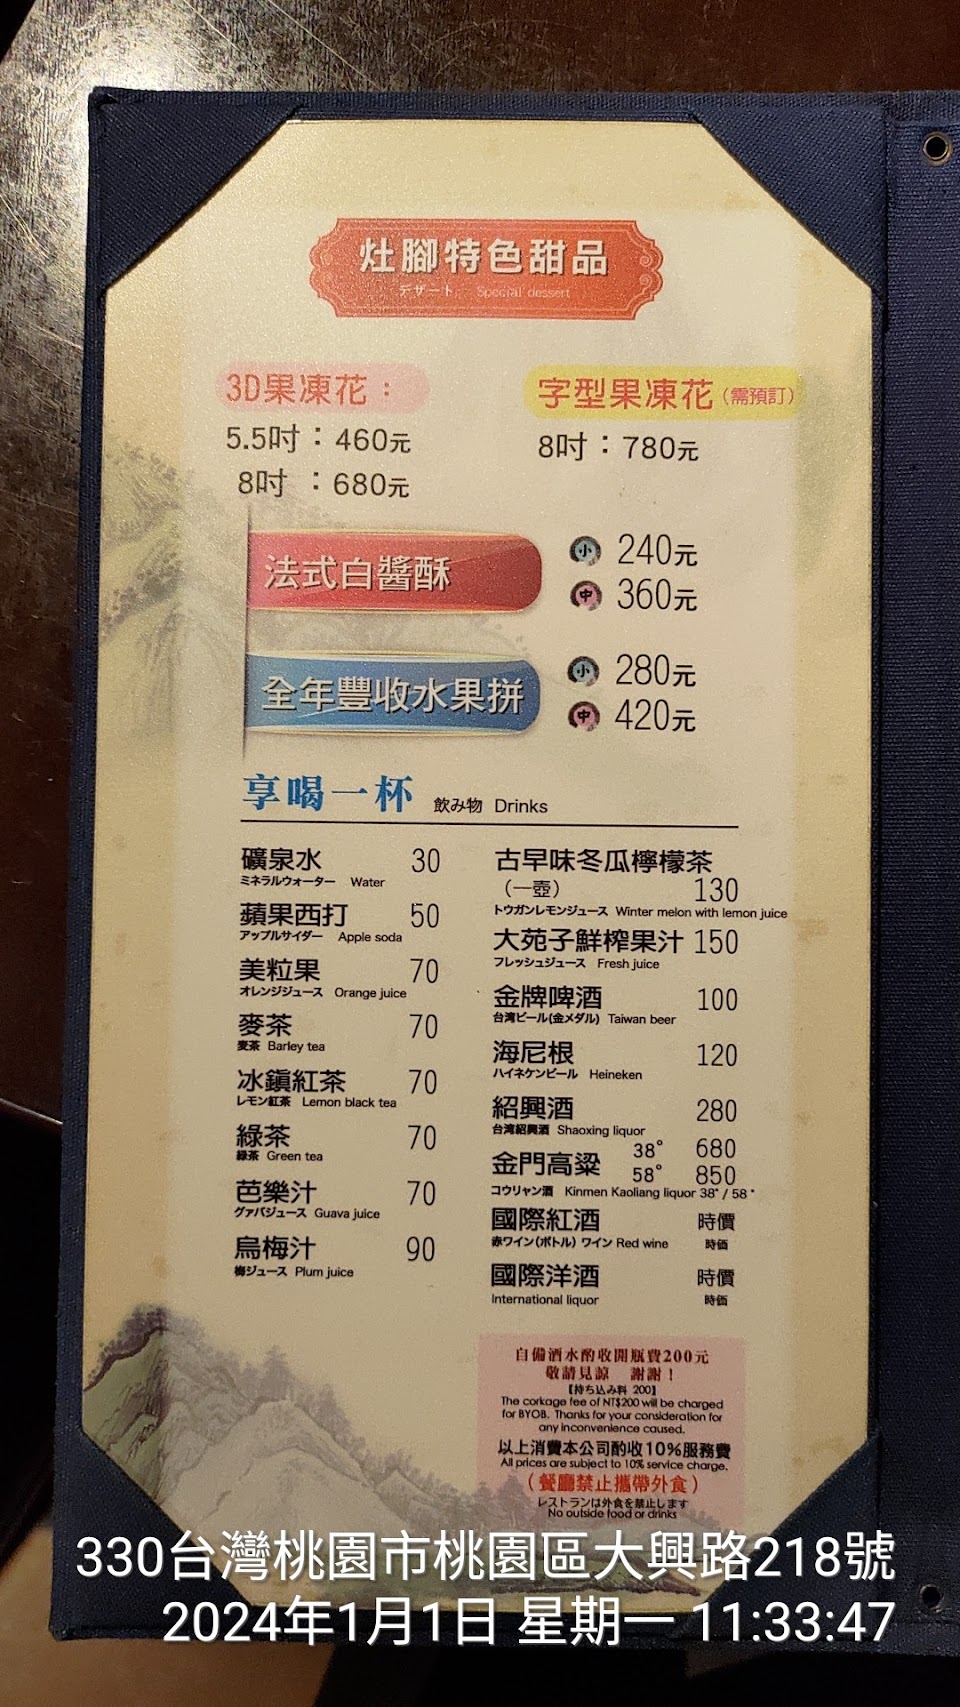 灶腳特色甜品
デザート Special dessert
3D果凍花：
5.5吋：460元
8吋：680元
字型果凍花（需預訂）
8吋：780元
法式白醬酥
小 240元
中 360元
全年豐收水果拼
小 280元
中 420元
享喝一杯 飲み物 Drinks
礦泉水 30
ミネラルウォーター Water
蘋果西打 50
アップルサイダー Apple soda
美粒果 70
オレンジジュース Orange juice
麥茶 70
麦茶 Barley tea
冰鎮紅茶 70
レモン紅茶 Lemon black tea
綠茶 70
緑茶 Green tea
芭樂汁 70
グァバジュース Guava juice
烏梅汁 90
梅ジュース Plum juice
古早味冬瓜檸檬茶
（一壺） 130
トウガンレモンジュース Winter melon with lemon juice
大苑子鮮榨果汁 150
フレッシュジュース Fresh juice
金牌啤酒 100
台湾ビール(金メダル) Taiwan beer
海尼根 120
ハイネケンビール Heineken
紹興酒 280
台湾紹興酒 Shaoxing liquor
金門高粱 38° 680
58° 850
コウリャン酒 Kinmen Kaoliang liquor 38° / 58°
國際紅酒 時價
赤ワイン(ボトル) ワイン Red wine 時価
國際洋酒 時價
International liquor 時価
自備酒水酌收開瓶費200元
敬請見諒 謝謝！
【持ち込み料 200】
The corkage fee of NT$200 will be charged
for BYOB. Thanks for your consideration for
any inconvenience caused.
以上消費本公司酌收10%服務費
All prices are subject to 10% service charge.
（餐廳禁止攜帶外食）
レストランは外食を禁止します
No outside food or drinks
330台灣桃園市桃園區大興路218號
2024年1月1日 星期一 11:33:47